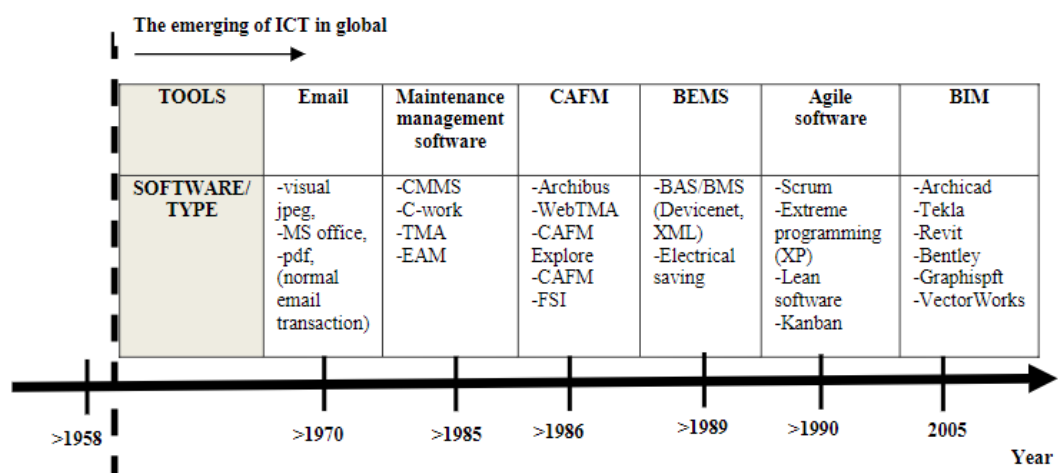 The emerging of ICT in global
TOOLS
Email
Maintenance
management
software
CAFM
BEMS
Agile
software
BIM
SOFTWARE/
TYPE
-visual
jpeg,
-MS office,
-pdf,
(normal
email
transaction)
-CMMS
-C-work
-TMA
-EAM
-Archibus
-WebTMA
-CAFM
Explore
-CAFM
-FSI
-BAS/BMS
(Devicenet,
XML)
-Electrical
saving
-Scrum
-Extreme
programming
(XP)
-Lean
software
-Kanban
-Archicad
-Tekla
-Revit
-Bentley
-Graphispft
-VectorWorks
>1958
>1970
>1985
>1986
>1989
>1990
2005
Year